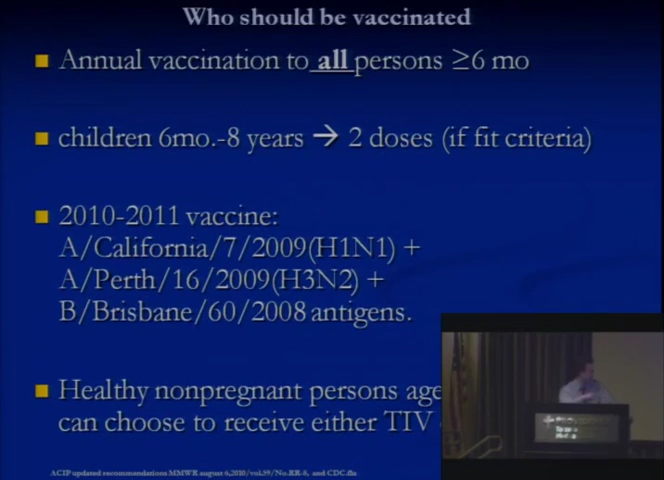 Who should be vaccinated
Annual vaccination to all persons ≥6 mo
children 6mo.-8 years → 2 doses (if fit criteria)
2010-2011 vaccine:
A/California/7/2009(H1N1) +
A/Perth/16/2009(H3N2) +
B/Brisbane/60/2008 antigens.
Healthy nonpregnant persons age
can choose to receive either TIV
ACIP updated recommendations MMWR august 6,2010/vol.59/No.RR-8, and CDC.